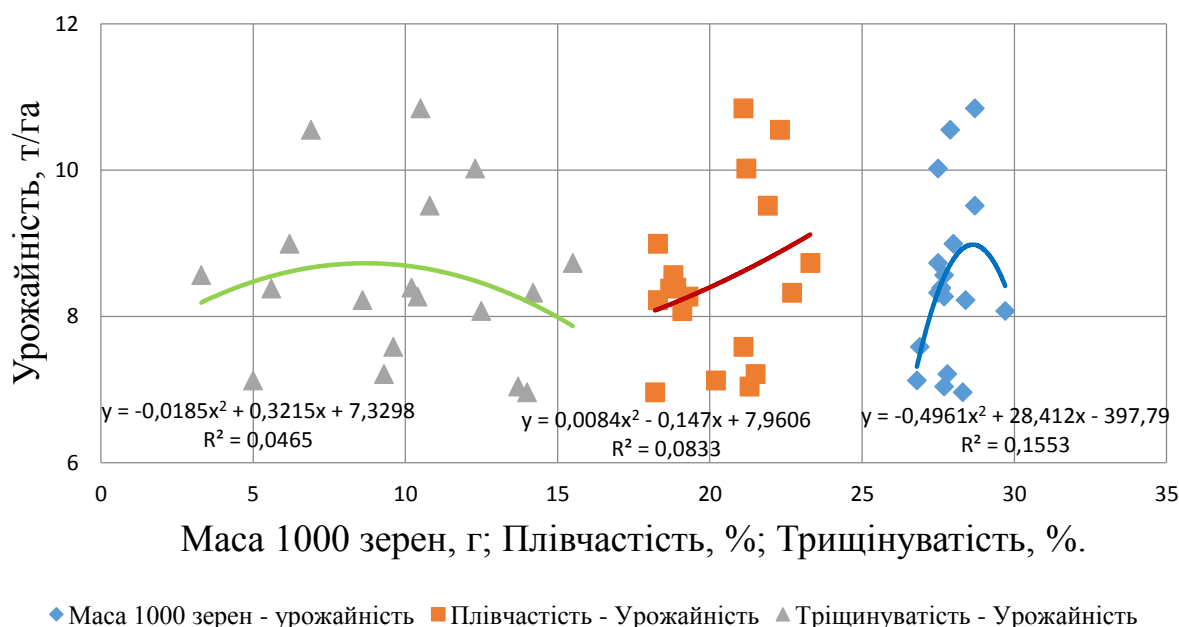 12
10
8
6
Урожайність, т/га
y = -0,0185x² + 0,3215x + 7,3298
R² = 0,0465
y = 0,0084x² - 0,147x + 7,9606
R² = 0,0833
y = -0,4961x² + 28,412x - 397,79
R² = 0,1553
0 5 10 15 20 25 30 35
Маса 1000 зерен, г; Плівчастість, %; Трищінуватість, %.
Маса 1000 зерен - урожайність Плівчастість - Урожайність Тріщинуватість - Урожайність